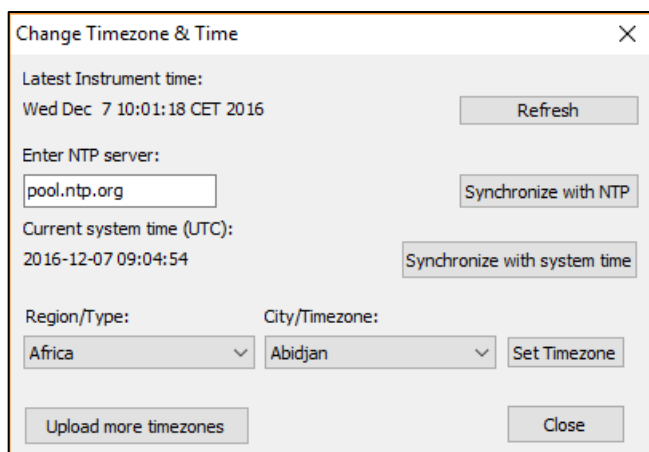 Change Timezone & Time
Latest Instrument time:
Wed Dec  7 10:01:18 CET 2016
Refresh
Enter NTP server:
pool.ntp.org
Synchronize with NTP
Current system time (UTC):
2016-12-07 09:04:54
Synchronize with system time
Region/Type: City/Timezone:
Africa Abidjan Set Timezone
Upload more timezones Close